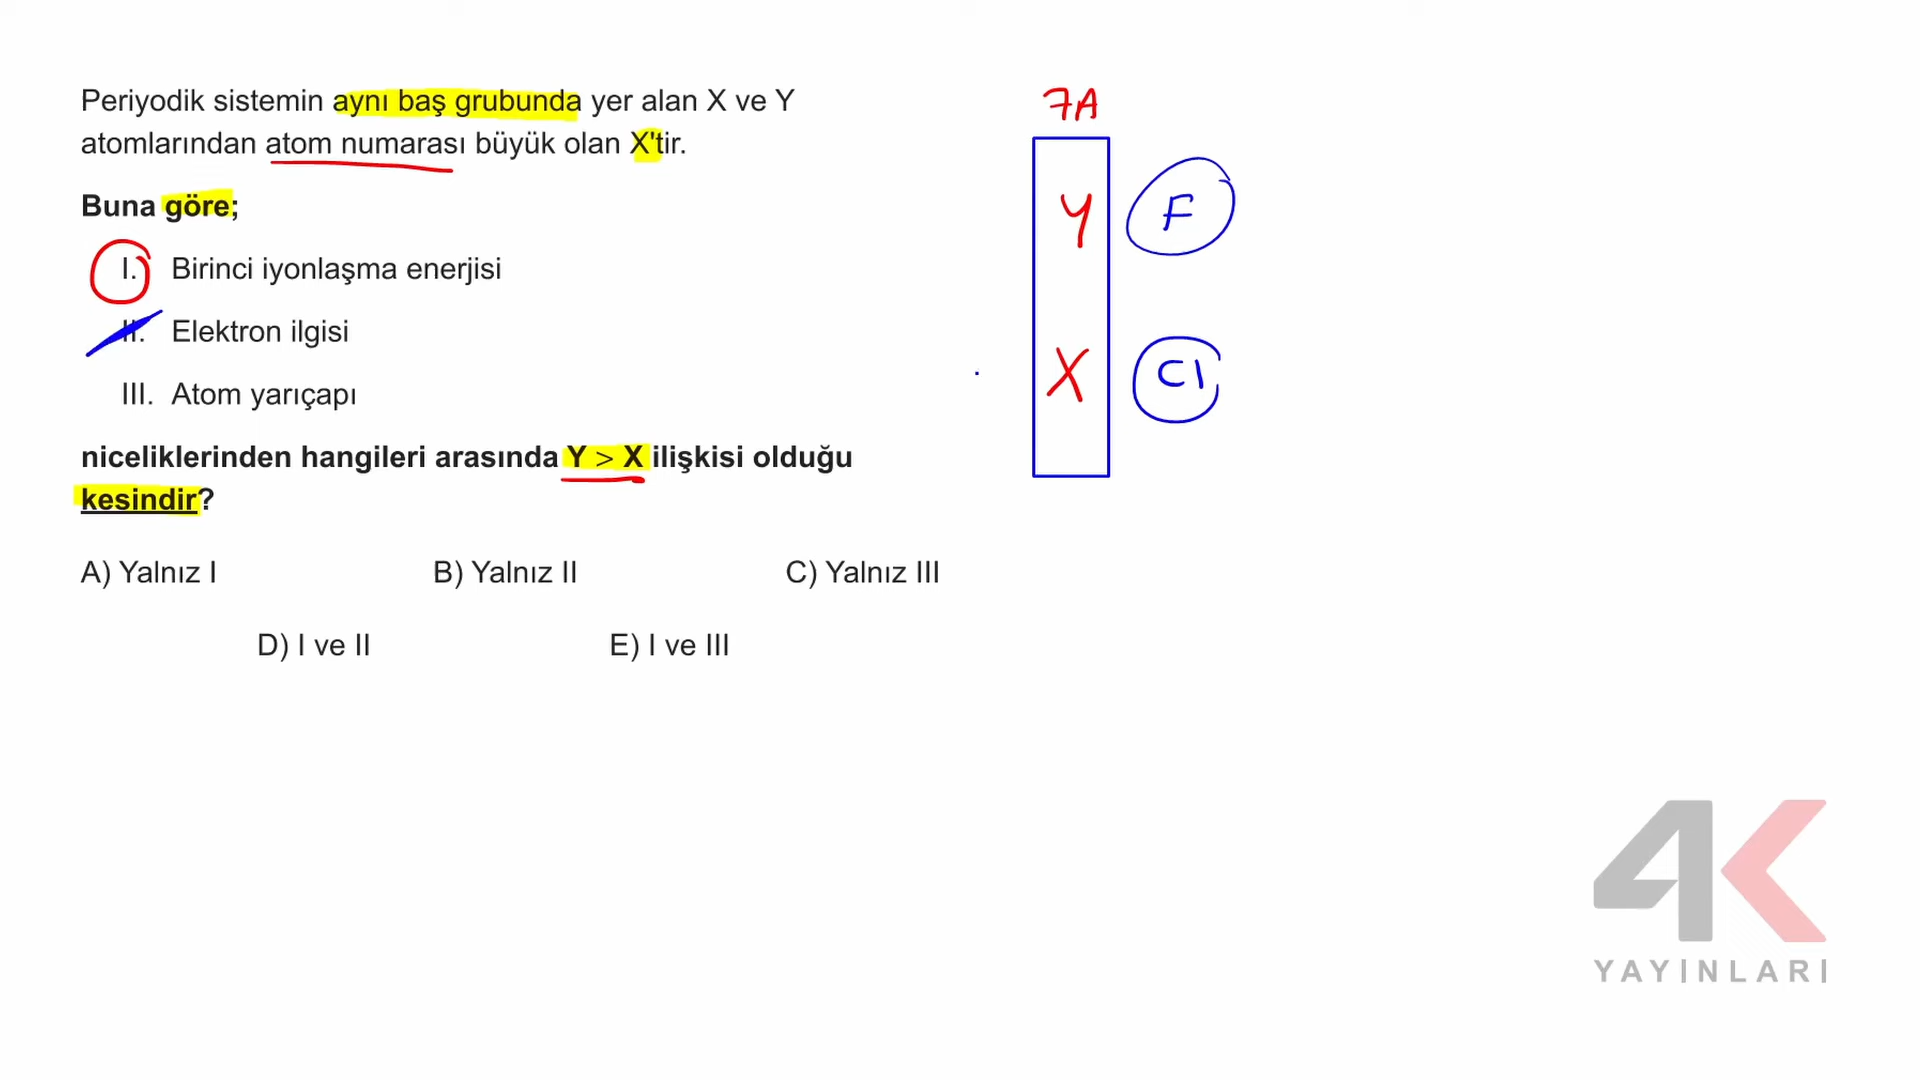 Periyodik sistemin aynı baş grubunda yer alan X ve Y
atomlarından atom numarası büyük olan X'tir.
Buna göre;
I. Birinci iyonlaşma enerjisi
II. Elektron ilgisi
III. Atom yarıçapı
niceliklerinden hangileri arasında Y > X ilişkisi olduğu
kesindir?
A) Yalnız I B) Yalnız II C) Yalnız III
D) I ve II E) I ve III
7A
Y F
X Cl
4K
YAYINLARI